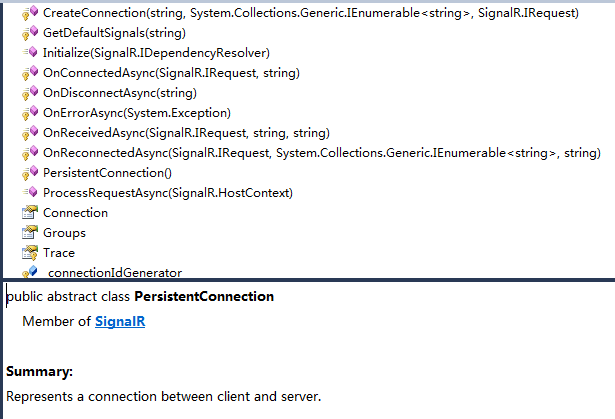 CreateConnection(string, System.Collections.Generic.IEnumerable<string>, SignalR.IRequest)
GetDefaultSignals(string)
Initialize(SignalR.IDependencyResolver)
OnConnectedAsync(SignalR.IRequest, string)
OnDisconnectAsync(string)
OnErrorAsync(System.Exception)
OnReceivedAsync(SignalR.IRequest, string, string)
OnReconnectedAsync(SignalR.IRequest, System.Collections.Generic.IEnumerable<string>, string)
PersistentConnection()
ProcessRequestAsync(SignalR.HostContext)
Connection
Groups
Trace
_connectionIdGenerator
public abstract class PersistentConnection
Member of SignalR
Summary:
Represents a connection between client and server.